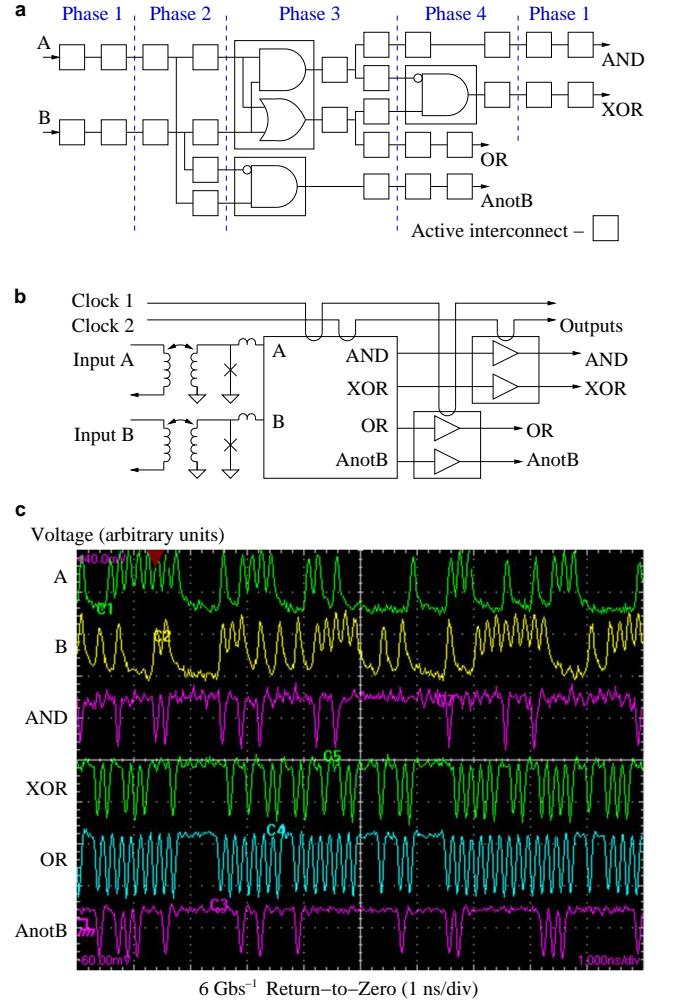 a
Phase 1 Phase 2 Phase 3 Phase 4 Phase 1
A
AND
B
XOR
OR
AnotB
Active interconnect –
b
Clock 1
Clock 2
Outputs
Input A
A
AND
AND
XOR
XOR
Input B
B
OR
OR
AnotB
AnotB
c
Voltage (arbitrary units)
A
C1
B
C2
AND
C5
XOR
C4
OR
C3
AnotB
60.00mV
1.000ns/div
6 Gbs⁻¹ Return–to–Zero (1 ns/div)